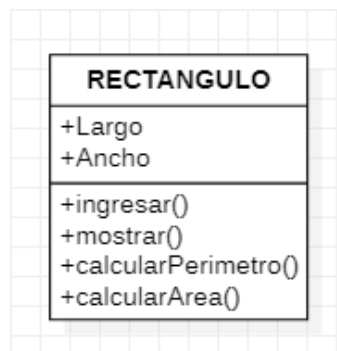 RECTANGULO
+Largo
+Ancho
+ingresar()
+mostrar()
+calcularPerimetro()
+calcularArea()